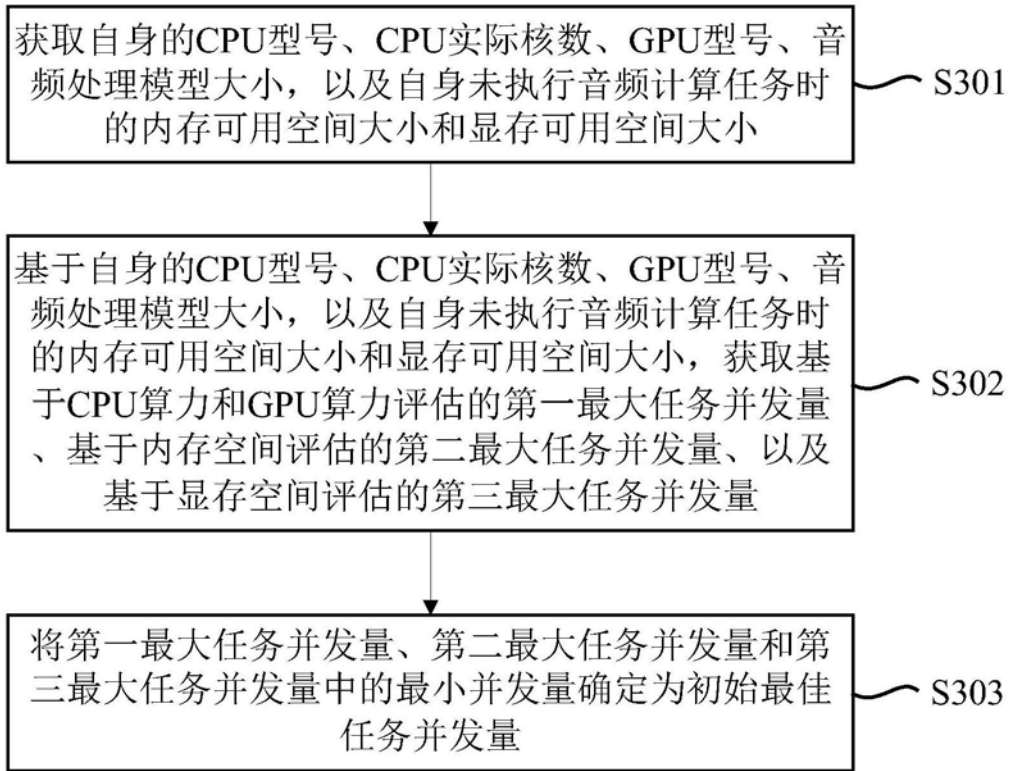 获取自身的CPU型号、CPU实际核数、GPU型号、音
频处理模型大小，以及自身未执行音频计算任务时
的内存可用空间大小和显存可用空间大小
S301
基于自身的CPU型号、CPU实际核数、GPU型号、音
频处理模型大小，以及自身未执行音频计算任务时
的内存可用空间大小和显存可用空间大小，获取基
于CPU算力和GPU算力评估的第一最大任务并发量
、基于内存空间评估的第二最大任务并发量、以及
基于显存空间评估的第三最大任务并发量
S302
将第一最大任务并发量、第二最大任务并发量和第
三最大任务并发量中的最小并发量确定为初始最佳
任务并发量
S303